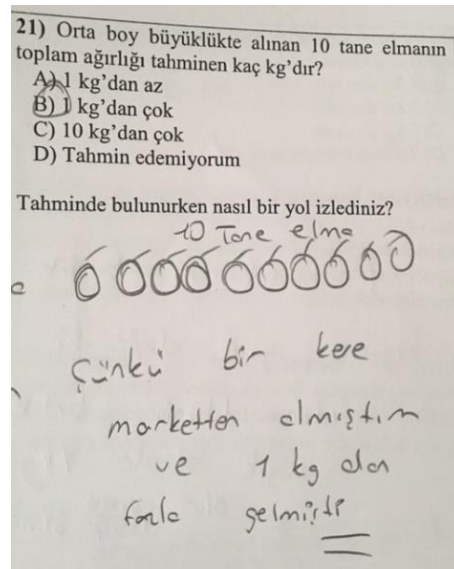 21) Orta boy büyüklükte alınan 10 tane elmanın
toplam ağırlığı tahminen kaç kg'dır?
A) 1 kg'dan az
B) 1 kg'dan çok
C) 10 kg'dan çok
D) Tahmin edemiyorum
Tahminde bulunurken nasıl bir yol izlediniz?
10 Tane elma
Çünkü bir kere
marketten almıştım
ve 1 kg dan
fazla gelmişti